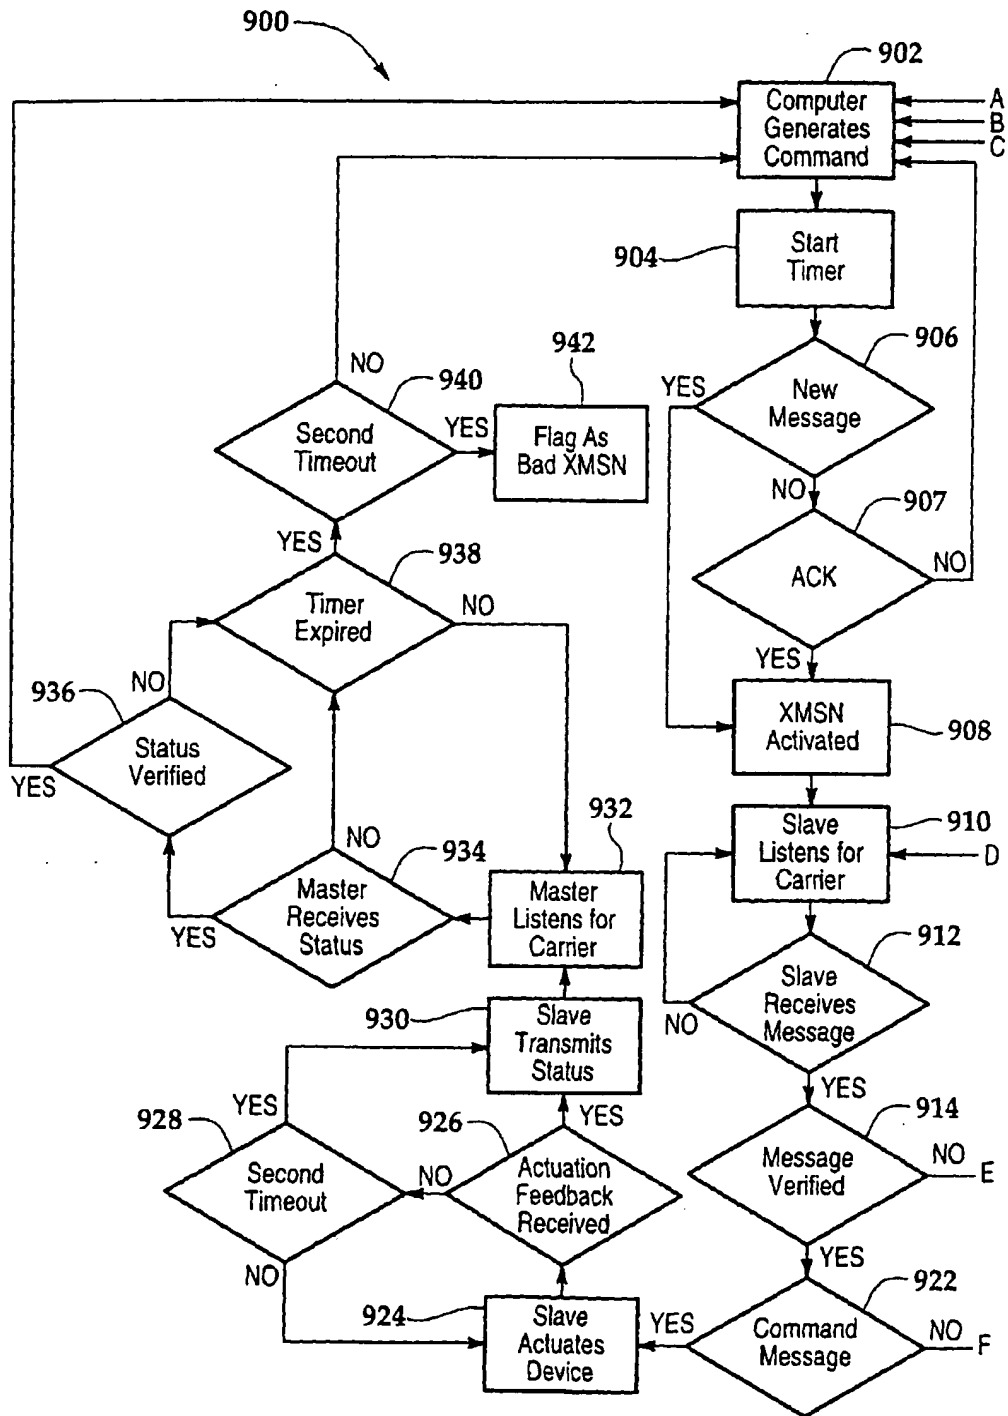 900
902
Computer
Generates
Command
A
B
C
904
Start
Timer
906
YES
New
Message
NO
907
ACK
NO
YES
XMSN
Activated
908
Slave
Listens for
Carrier
910
D
912
Slave
Receives
Message
NO
YES
914
Message
Verified
NO
E
YES
922
Command
Message
NO
F
YES
924
Slave
Actuates
Device
926
Actuation
Feedback
Received
YES
NO
928
Second
Timeout
YES
NO
930
Slave
Transmits
Status
932
Master
Listens for
Carrier
934
Master
Receives
Status
NO
YES
936
Status
Verified
NO
YES
938
Timer
Expired
NO
YES
940
Second
Timeout
NO
YES
942
Flag As
Bad XMSN